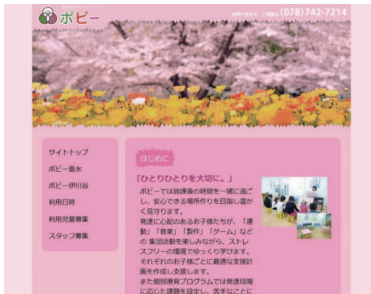 ポピー
(078)742-7214
サイトトップ
ポピー垂水
ポピー伊川谷
利用日時
利用児童募集
スタッフ募集
はじめに
「ひとりひとりを大切に。」
ポピーでは放課後の時間を一緒に過ご
し、安心できる場所作りを目指し温か
く見守ります。
発達に心配のあるお子様たちが、「運
動」「音楽」「製作」「ゲーム」など
の 集団活動を楽しみながら、ストレ
スフリーの環境でゆっくり学びます。
それぞれのお子様ごとに最適な支援計
画を作成し支援します。
また個別療育プログラムでは発達段階
に応じた課題を設定し、苦手なことに